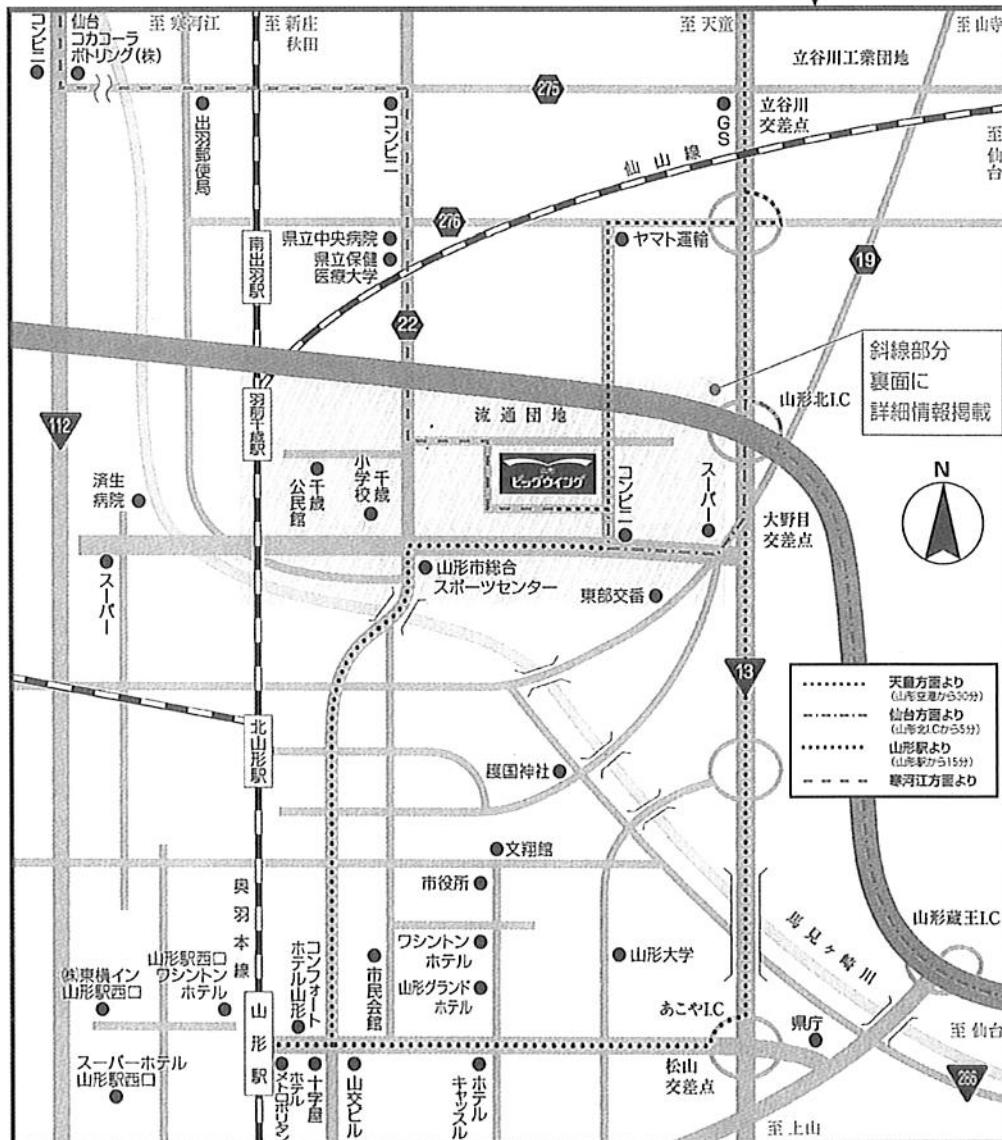 至 寒河江
至 新庄
秋田
至 天童
至 山寺
コンビニ
仙台
コカコーラ
ボトリング(株)
立谷川工業団地
275
出羽郵便局
コンビニ
GS
立谷川
交差点
至 仙台
仙山線
276
県立中央病院
県立保健
医療大学
ヤマト運輸
南出羽駅
19
22
斜線部分
裏面に
詳細情報掲載
山形北I.C
羽前千歳駅
流通団地
112
済生
病院
千歳
公民館
千歳
小学校
ビッグウイング
コンビニ
スーパー
大野目
交差点
N
スーパー
山形市総合
スポーツセンター
東部交番
13
天童方面より
(山形空港から30分)
仙台方面より
(山形北I.Cから5分)
山形駅より
(山形駅から15分)
寒河江方面より
北山形駅
護国神社
文翔館
市役所
奥羽本線
馬見ヶ崎川
山形蔵王I.C
山形駅西口
ワシントン
ホテル
(株)東横イン
山形駅西口
コンフォート
ホテル山形
市民会館
ワシントン
ホテル
山形グランド
ホテル
山形大学
あこやI.C
県庁
至 仙台
山形駅
スーパーホテル
山形駅西口
ホテル
メトロポリタン
十字屋
山交ビル
ホテル
キャッスル
松山
交差点
286
至 上山